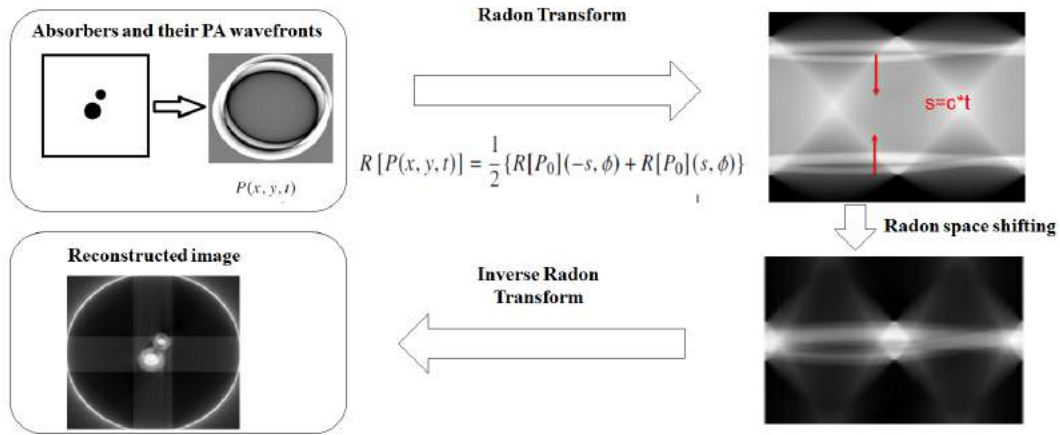 Absorbers and their PA wavefronts
P(x, y, t)
Radon Transform
R[P(x, y, t)] = 1/2 {R[P₀](-s, ϕ) + R[P₀](s, ϕ)}
s=c*t
Radon space shifting
Inverse Radon
Transform
Reconstructed image